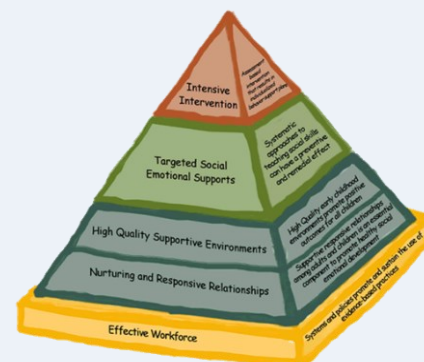 Intensive
Intervention
Assessment
based
intervention
that results in
individualized
behavior support plans
Targeted Social
Emotional Supports
Systematic
approaches to
teaching social skills
can have a preventive
and remedial effect
High Quality Supportive Environments
High Quality early childhood
environments promote positive
outcomes for all children
Nurturing and Responsive Relationships
Supportive responsive relationships
among adults and children is an essential
component to promote healthy social
emotional development
Effective Workforce
Systems and policies promote and sustain the use of
evidence-based practices